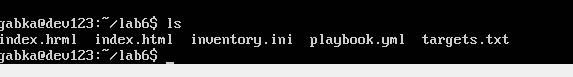 gabka@dev123:~/lab6$ ls
index.hrml  index.html  inventory.ini  playbook.yml  targets.txt
gabka@dev123:~/lab6$ _